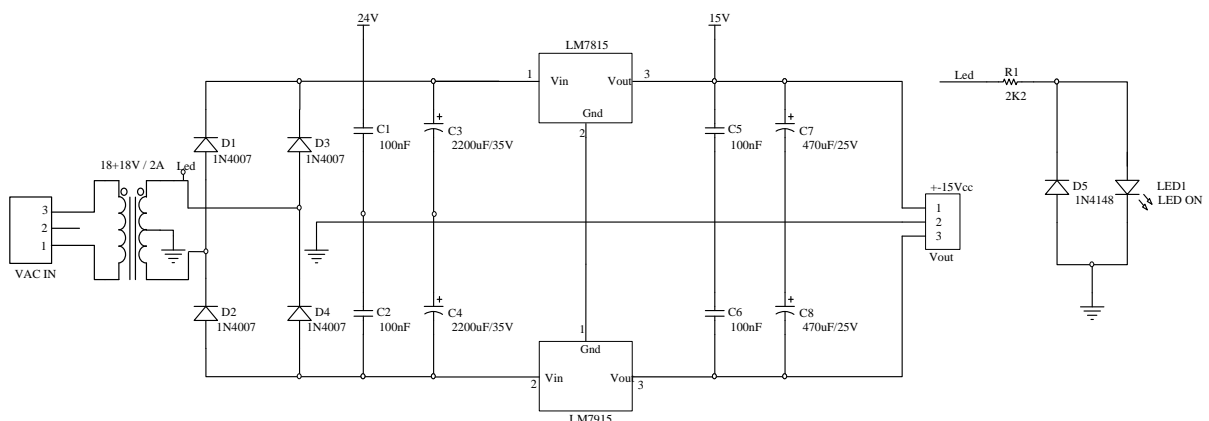 24V
15V
LM7815
1
Vin
Vout
3
Gnd
2
Led
R1
2K2
D1
1N4007
D3
1N4007
C1
100nF
+
C3
2200uF/35V
C5
100nF
+
C7
470uF/25V
18+18V / 2A
Led
3
2
1
VAC IN
+-15Vcc
1
2
3
Vout
D5
1N4148
LED1
LED ON
D2
1N4007
D4
1N4007
C2
100nF
+
C4
2200uF/35V
C6
100nF
+
C8
470uF/25V
1
Gnd
2
Vin
Vout
3
LM7915